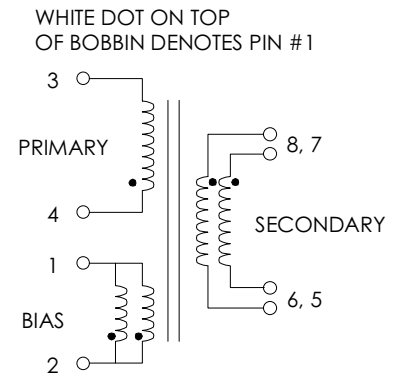 WHITE DOT ON TOP
OF BOBBIN DENOTES PIN #1
3
PRIMARY
4
8, 7
SECONDARY
6, 5
1
BIAS
2